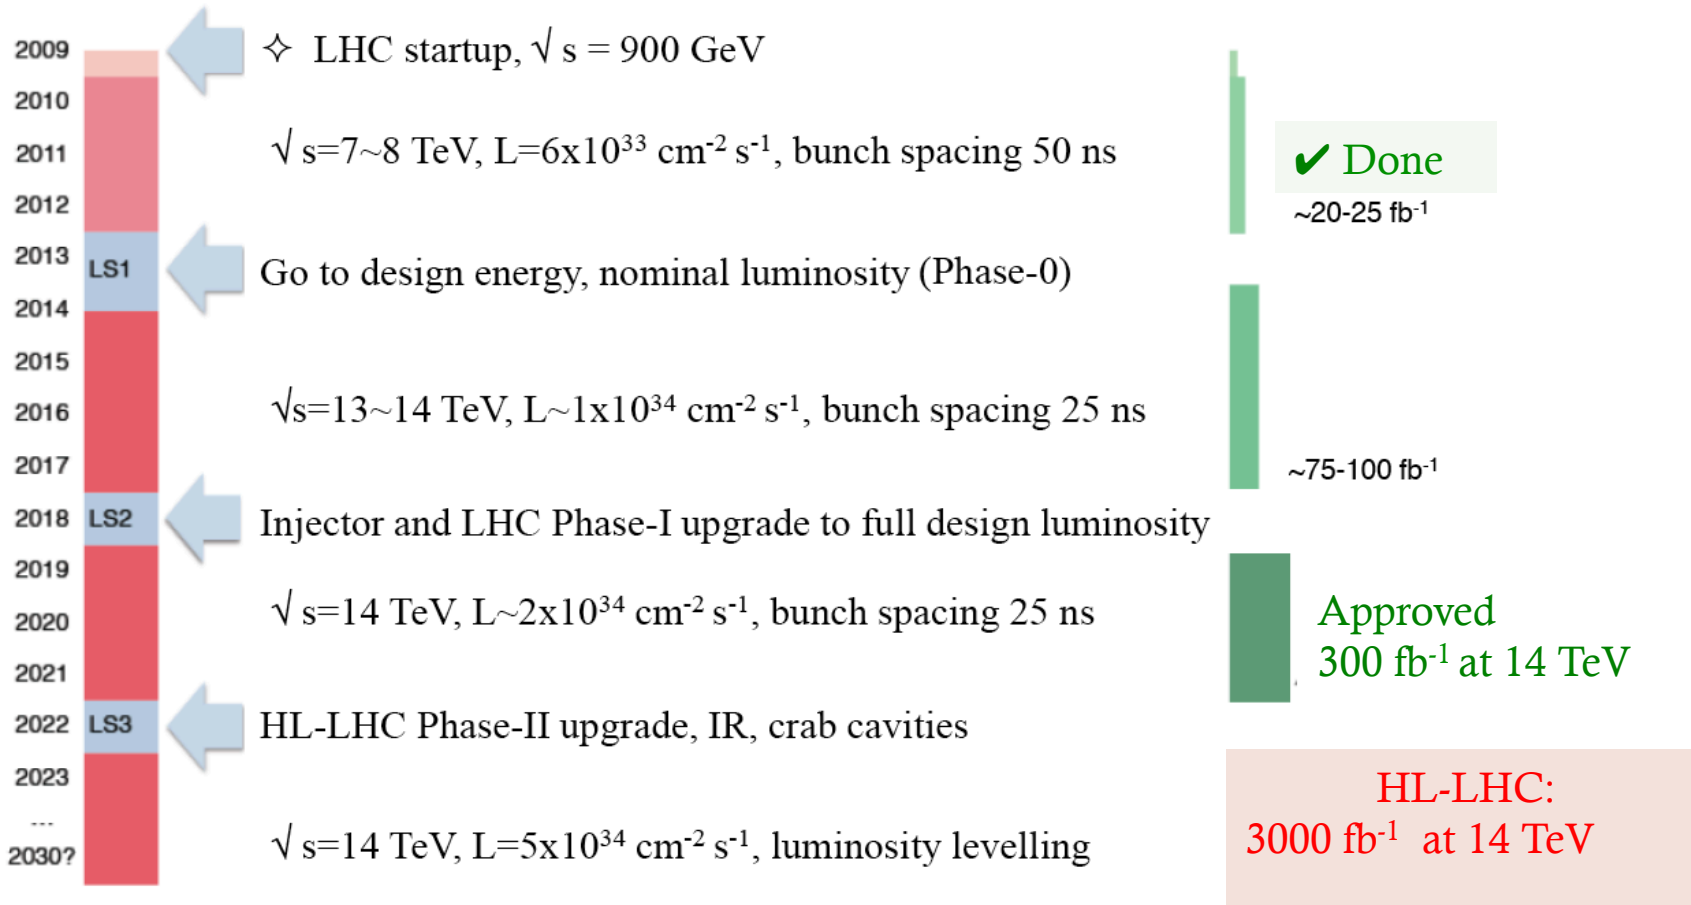 2009
✧ LHC startup, √ s = 900 GeV
2010
2011
√ s=7~8 TeV, L=6x10³³ cm⁻² s⁻¹, bunch spacing 50 ns
✔ Done
2012
~20-25 fb⁻¹
2013
LS1
Go to design energy, nominal luminosity (Phase-0)
2014
2015
2016
√s=13~14 TeV, L~1x10³⁴ cm⁻² s⁻¹, bunch spacing 25 ns
2017
~75-100 fb⁻¹
2018
LS2
Injector and LHC Phase-I upgrade to full design luminosity
2019
2020
√ s=14 TeV, L~2x10³⁴ cm⁻² s⁻¹, bunch spacing 25 ns
Approved
300 fb⁻¹ at 14 TeV
2021
2022
LS3
HL-LHC Phase-II upgrade, IR, crab cavities
2023
...
2030?
√ s=14 TeV, L=5x10³⁴ cm⁻² s⁻¹, luminosity levelling
HL-LHC:
3000 fb⁻¹ at 14 TeV